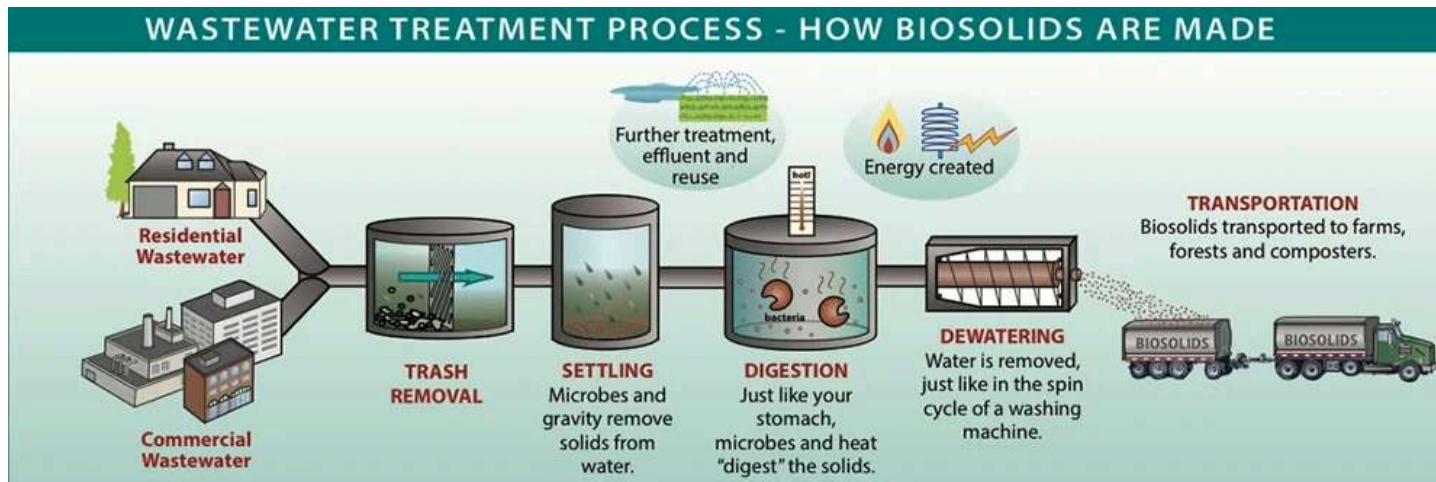 WASTEWATER TREATMENT PROCESS - HOW BIOSOLIDS ARE MADE
Residential
Wastewater
Commercial
Wastewater
TRASH
REMOVAL
SETTLING
Microbes and
gravity remove
solids from
water.
Further treatment,
effluent and
reuse
hot!
bacteria
DIGESTION
Just like your
stomach,
microbes and heat
“digest” the solids.
Energy created
DEWATERING
Water is removed,
just like in the spin
cycle of a washing
machine.
TRANSPORTATION
Biosolids transported to farms,
forests and composters.
BIOSOLIDS
BIOSOLIDS